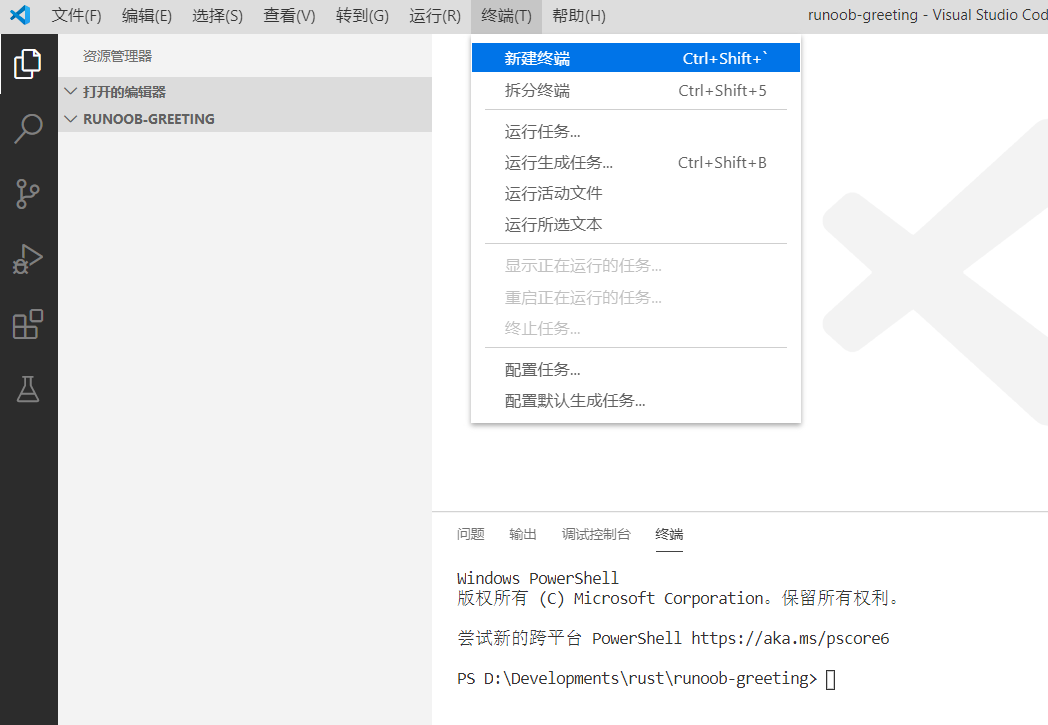 文件(F) 编辑(E) 选择(S) 查看(V) 转到(G) 运行(R) 终端(T) 帮助(H) runoob-greeting - Visual Studio Cod
资源管理器
打开的编辑器
RUNOOB-GREETING
新建终端 Ctrl+Shift+`
拆分终端 Ctrl+Shift+5
运行任务...
运行生成任务... Ctrl+Shift+B
运行活动文件
运行所选文本
显示正在运行的任务...
重启正在运行的任务...
终止任务...
配置任务...
配置默认生成任务...
问题 输出 调试控制台 终端
Windows PowerShell
版权所有 (C) Microsoft Corporation。保留所有权利。
尝试新的跨平台 PowerShell https://aka.ms/pscore6
PS D:\Developments\rust\runoob-greeting>